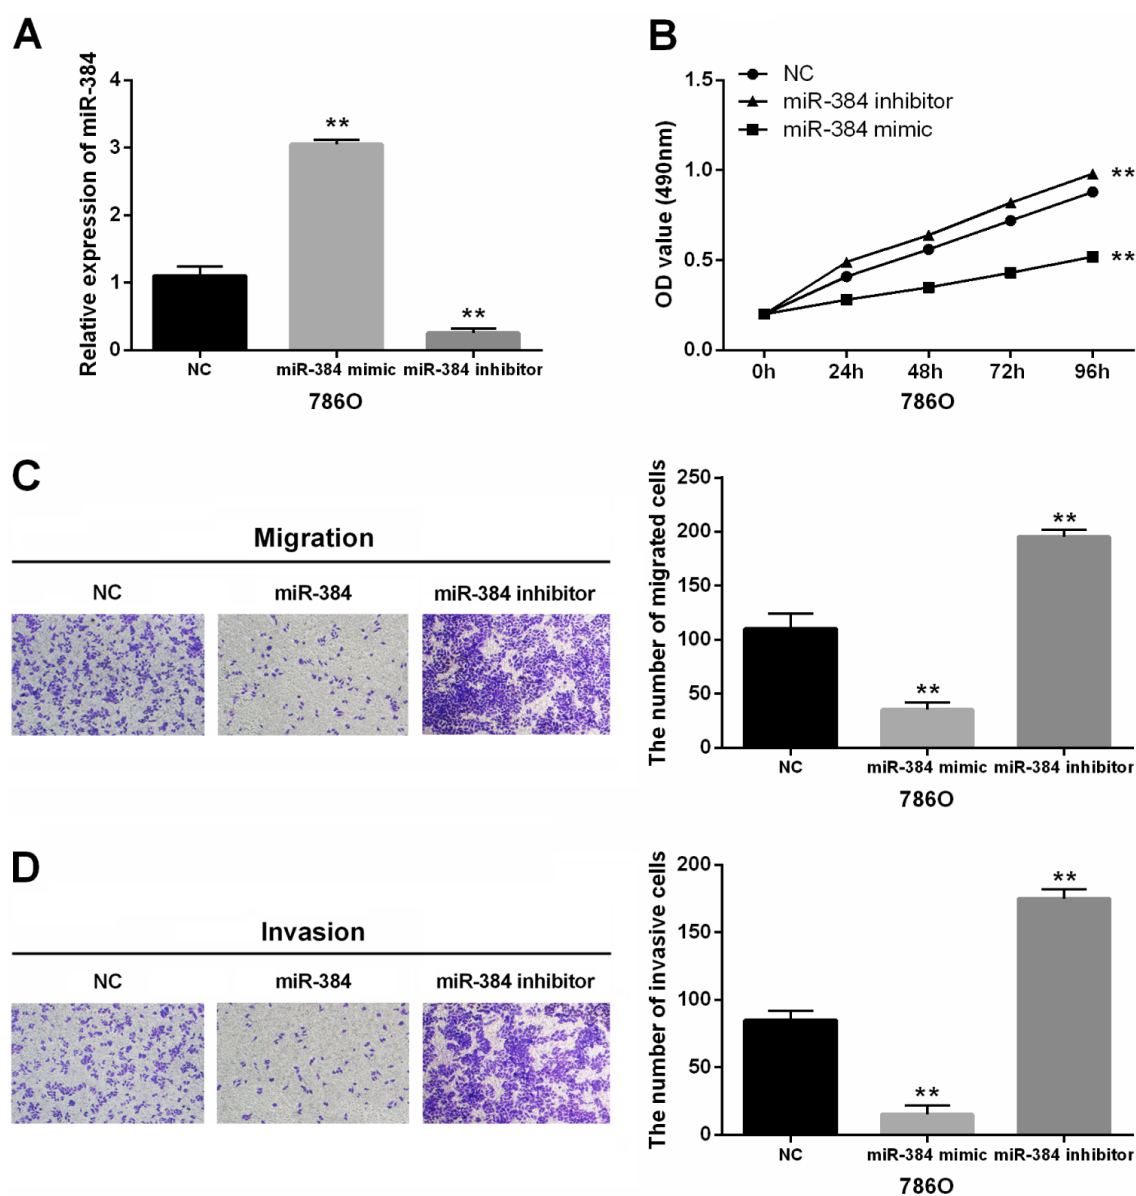 A
Relative expression of miR-384
4
3
2
1
0
**
**
NC
miR-384 mimic
miR-384 inhibitor
786O
B
OD value (490nm)
1.5
1.0
0.5
0.0
NC
miR-384 inhibitor
miR-384 mimic
**
**
0h
24h
48h
72h
96h
786O
C
Migration
NC
miR-384
miR-384 inhibitor
The number of migrated cells
250
200
150
100
50
0
**
**
NC
miR-384 mimic
miR-384 inhibitor
786O
D
Invasion
NC
miR-384
miR-384 inhibitor
The number of invasive cells
200
150
100
50
0
**
**
NC
miR-384 mimic
miR-384 inhibitor
786O